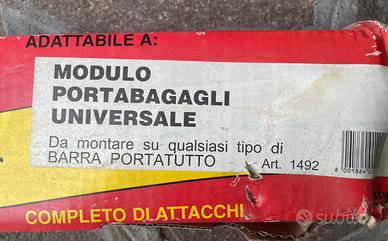 ADATTABILE A:
MODULO
PORTABAGAGLI
UNIVERSALE
Da montare su qualsiasi tipo di
BARRA PORTATUTTO Art. 1492
COMPLETO DI ATTACCHI
subito